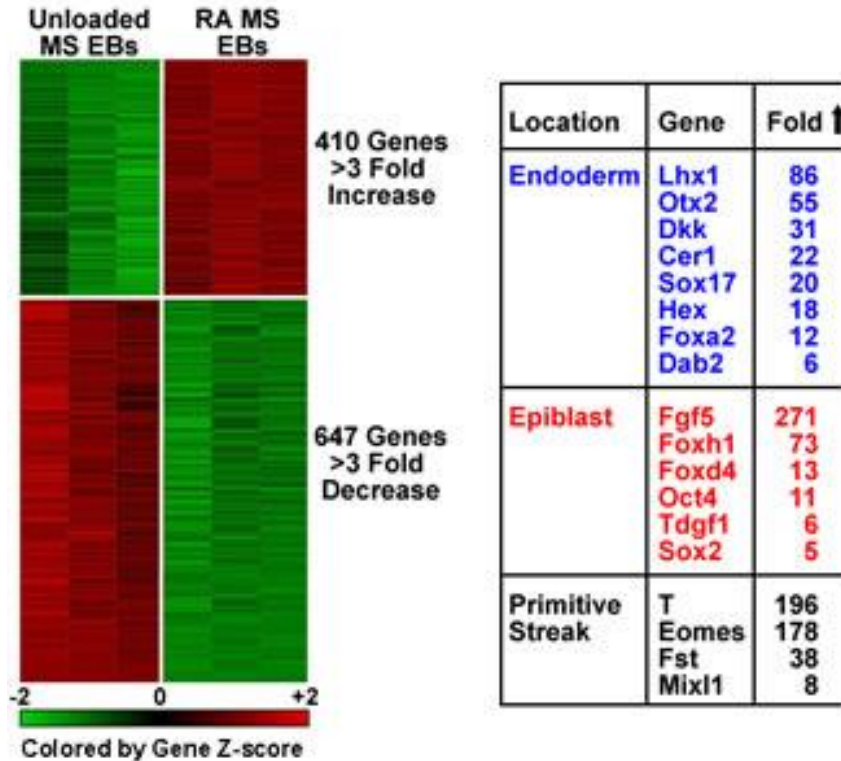 Unloaded
MS EBs
RA MS
EBs
410 Genes
>3 Fold
Increase
647 Genes
>3 Fold
Decrease
-2 0 +2
Colored by Gene Z-score
Location Gene Fold ↑
Endoderm Lhx1 86
Otx2 55
Dkk 31
Cer1 22
Sox17 20
Hex 18
Foxa2 12
Dab2 6
Epiblast Fgf5 271
Foxh1 73
Foxd4 13
Oct4 11
Tdgf1 6
Sox2 5
Primitive T 196
Streak Eomes 178
Fst 38
Mixl1 8